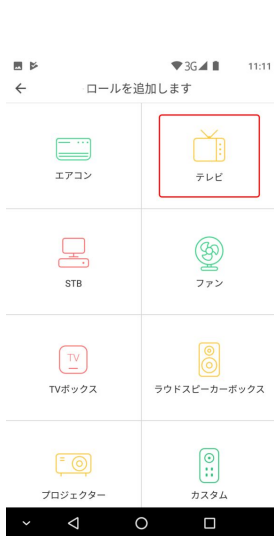 3G 11:11
ロールを追加します
エアコン テレビ
STB ファン
TV
TVボックス ラウドスピーカーボックス
プロジェクター カスタム